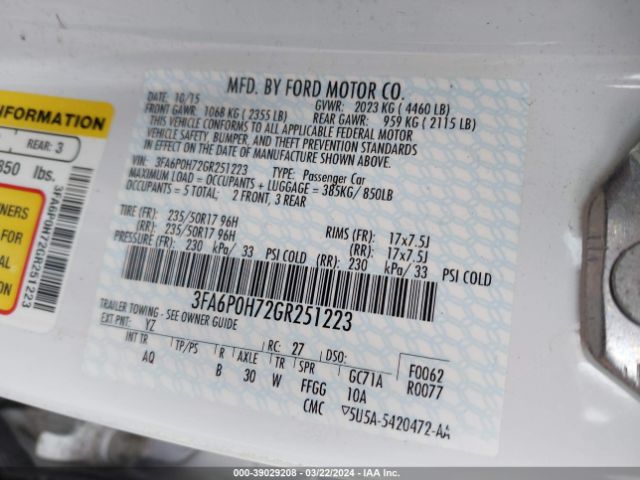 MFG. BY FORD MOTOR CO.
DATE: 10/15 GVWR: 2023 KG ( 4460 LB)
FRONT GAWR: 1068 KG ( 2355 LB) REAR GAWR: 959 KG ( 2115 LB)
THIS VEHICLE CONFORMS TO ALL APPLICABLE FEDERAL MOTOR
VEHICLE SAFETY, BUMPER, AND THEFT PREVENTION STANDARDS
IN EFFECT ON THE DATE OF MANUFACTURE SHOWN ABOVE.
VIN: 3FA6P0H72GR251223 TYPE: Passenger Car
MAXIMUM LOAD = OCCUPANTS + LUGGAGE = 385KG/ 850LB
OCCUPANTS = 5 TOTAL, 2 FRONT, 3 REAR
TIRE (FR): 235/50R17 96H RIMS (FR): 17x7.5J
(RR): 235/50R17 96H (RR): 17x7.5J
PRESSURE (FR): 230 kPa/ 33 PSI COLD (RR): 230 kPa/ 33 PSI COLD
3FA6P0H72GR251223
TRAILER TOWING - SEE OWNER GUIDE
EXT PNT: YZ RC: 27 DSO: F0062
INT TR TP/PS R AXLE TR SPR GC71A R0077
AQ B 30 W FFGG 10A
CMC 5U5A-5420472-AA
INFORMATION
REAR: 3
850 lbs.
3FA6P0H72GR251223
FOR
000-39029208 - 03/22/2024 - COPART USA